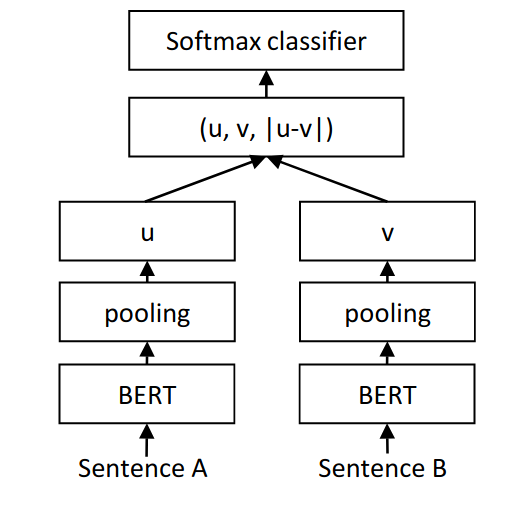 Softmax classifier
(u, v, |u-v|)
u v
pooling pooling
BERT BERT
Sentence A Sentence B